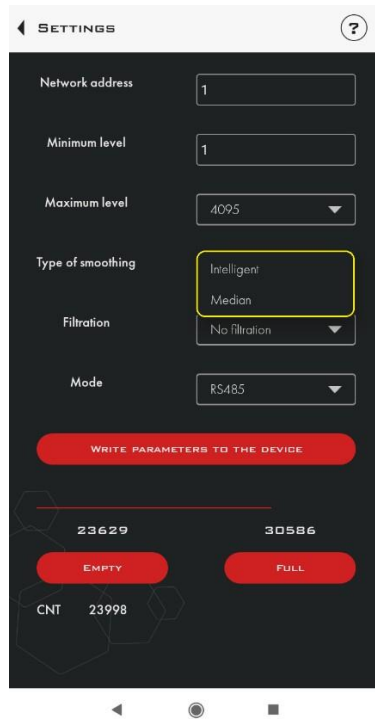 SETTINGS
?
Network address
1
Minimum level
1
Maximum level
4095
Type of smoothing
Intelligent
Median
Filtration
No filtration
Mode
RS485
WRITE PARAMETERS TO THE DEVICE
23629 30586
EMPTY FULL
CNT 23998